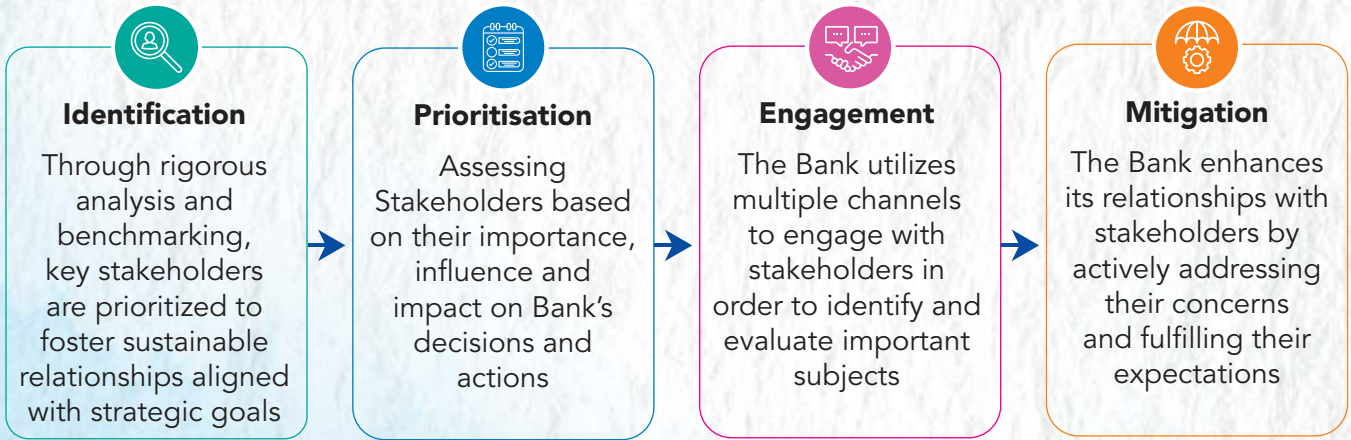 Identification
Through rigorous
analysis and
benchmarking,
key stakeholders
are prioritized to
foster sustainable
relationships aligned
with strategic goals
Prioritisation
Assessing
Stakeholders based
on their importance,
influence and
impact on Bank's
decisions and
actions
Engagement
The Bank utilizes
multiple channels
to engage with
stakeholders in
order to identify and
evaluate important
subjects
Mitigation
The Bank enhances
its relationships with
stakeholders by
actively addressing
their concerns
and fulfilling their
expectations